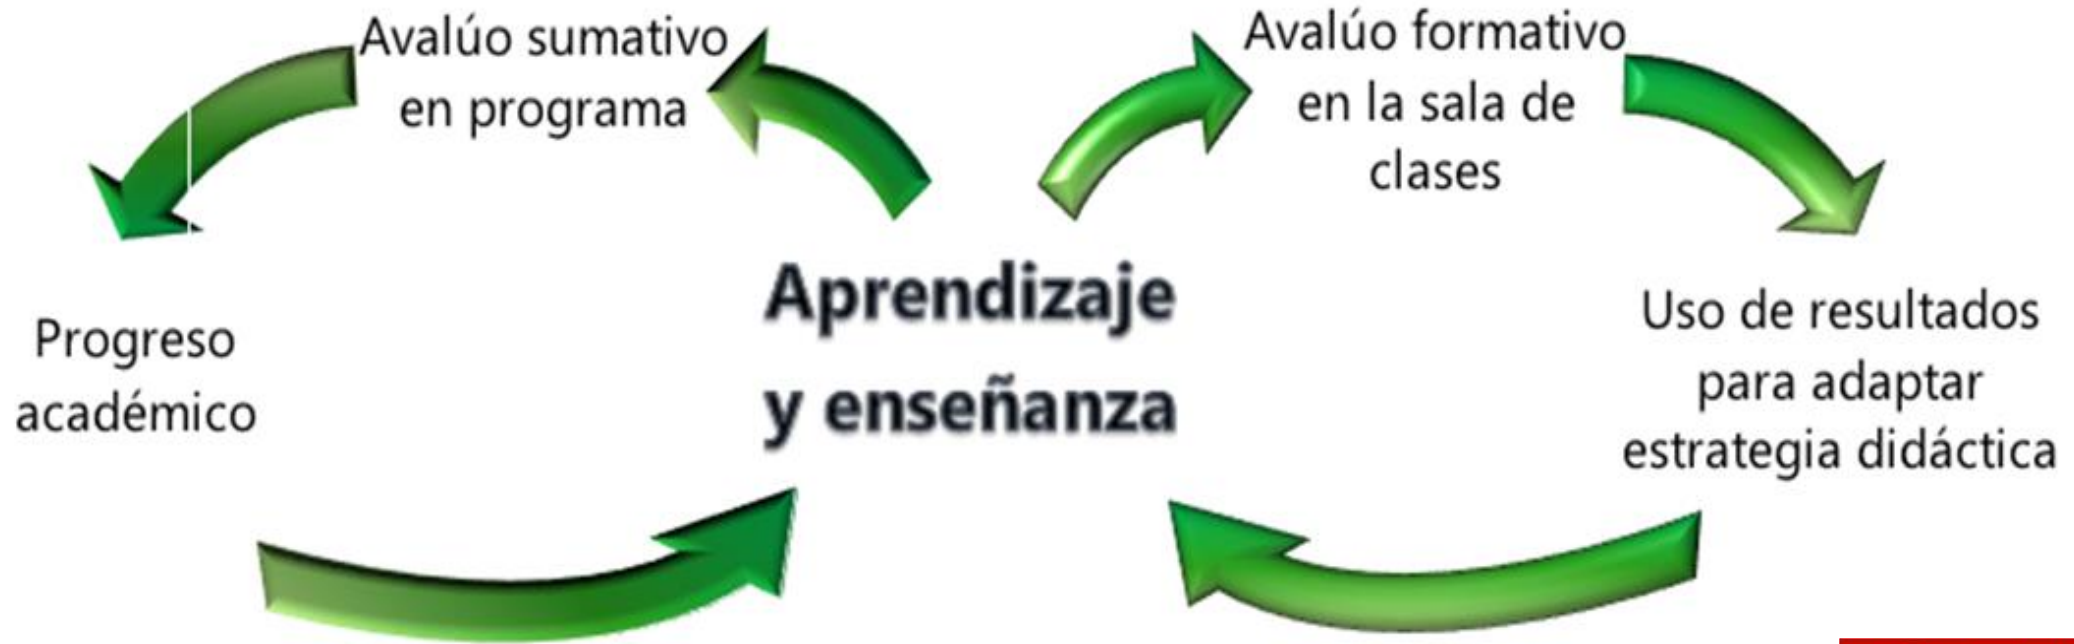 Avalúo sumativo
en programa
Avalúo formativo
en la sala de
clases
Aprendizaje
y enseñanza
Progreso
académico
Uso de resultados
para adaptar
estrategia didáctica